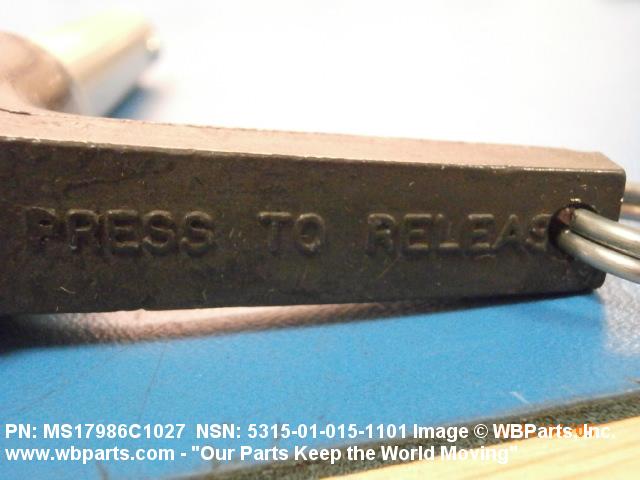 PRESS TO RELEAS
PN: MS17986C1027 NSN: 5315-01-015-1101 Image © WBParts, Inc.
www.wbparts.com - "Our Parts Keep the World Moving"